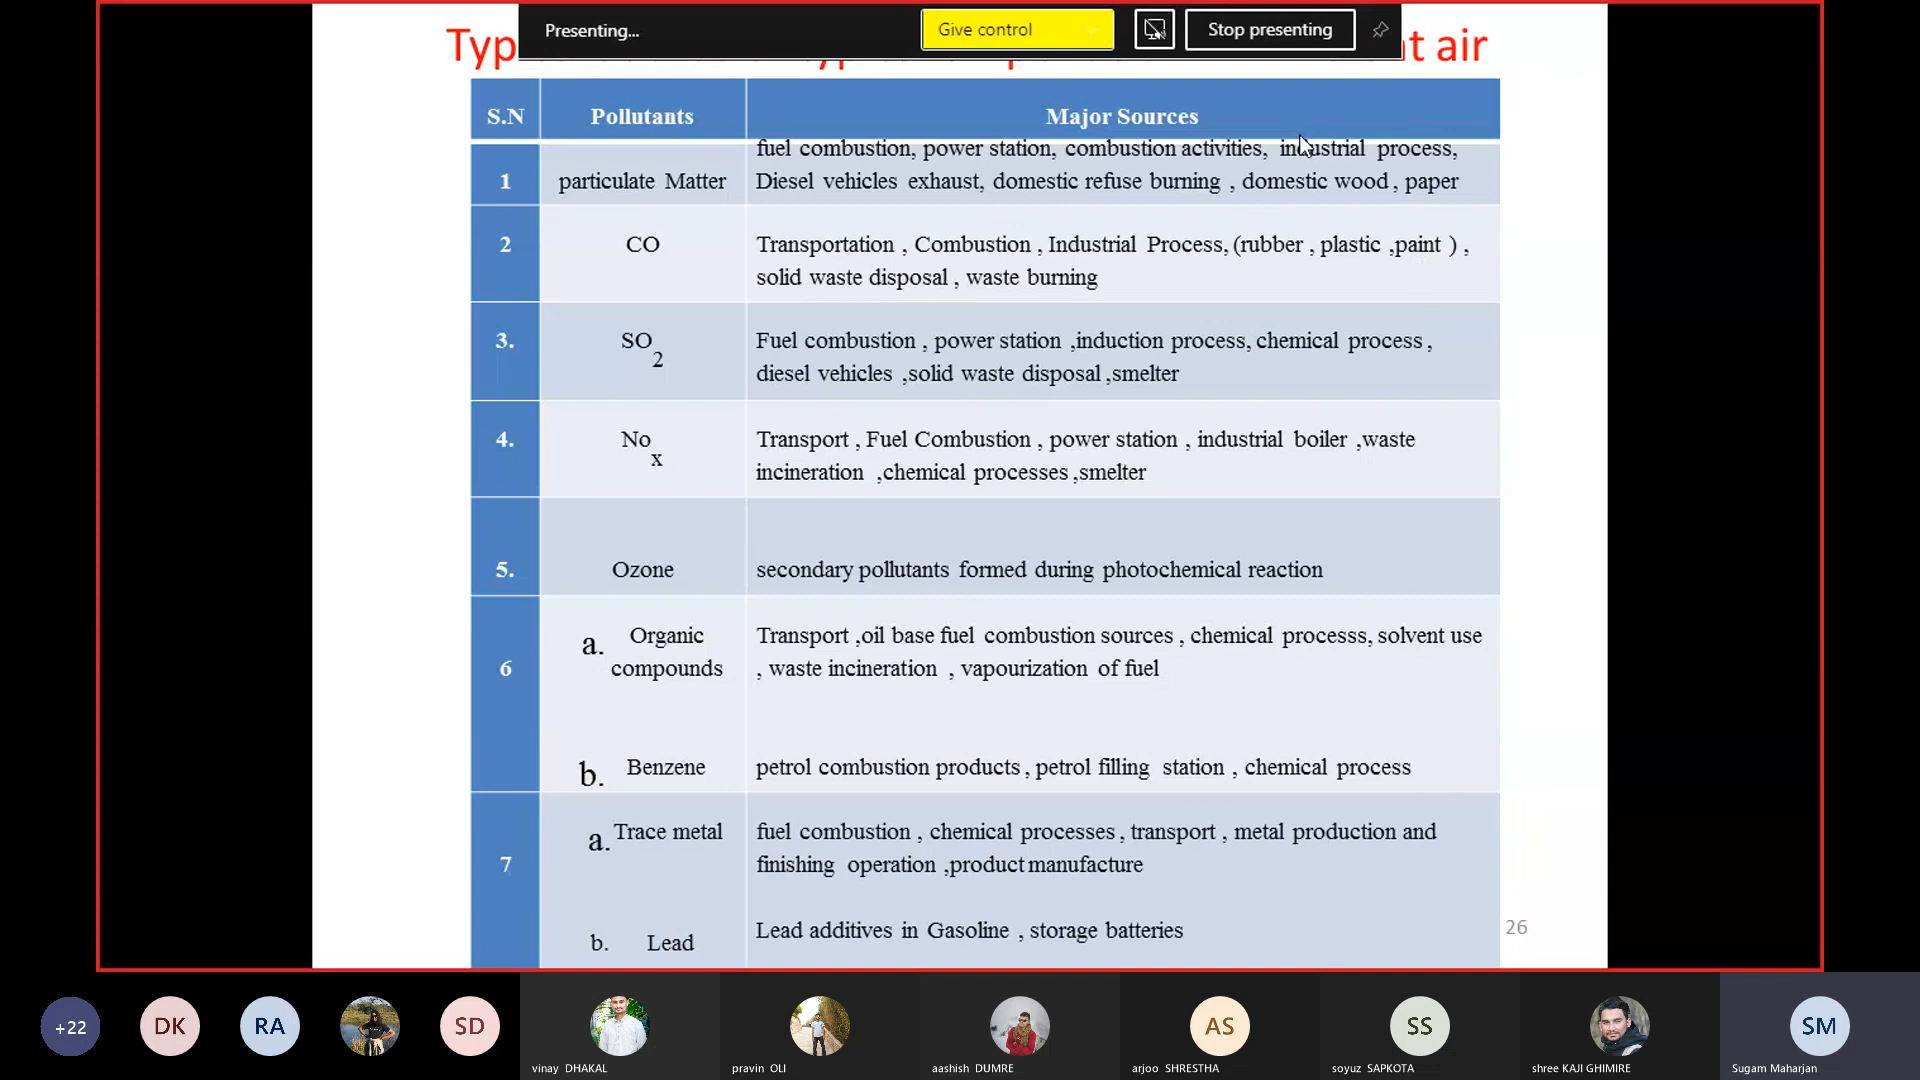 Presenting...
Give control
Stop presenting
t air
S.N Pollutants Major Sources
1 particulate Matter fuel combustion, power station, combustion activities, industrial process,
Diesel vehicles exhaust, domestic refuse burning , domestic wood , paper
2 CO Transportation , Combustion , Industrial Process, (rubber , plastic ,paint ) ,
solid waste disposal , waste burning
3. SO2 Fuel combustion , power station ,induction process, chemical process ,
diesel vehicles ,solid waste disposal ,smelter
4. Nox Transport , Fuel Combustion , power station , industrial boiler ,waste
incineration ,chemical processes ,smelter
5. Ozone secondary pollutants formed during photochemical reaction
6 a. Organic compounds Transport ,oil base fuel combustion sources , chemical processs, solvent use
, waste incineration , vapourization of fuel
b. Benzene petrol combustion products , petrol filling station , chemical process
7 a. Trace metal fuel combustion , chemical processes , transport , metal production and
finishing operation ,product manufacture
b. Lead Lead additives in Gasoline , storage batteries
26
+22 DK RA SD AS SS SM
vinay DHAKAL pravin OLI aashish DUMRE arjoo SHRESTHA soyuz SAPKOTA shree KAJI GHIMIRE Sugam Maharjan